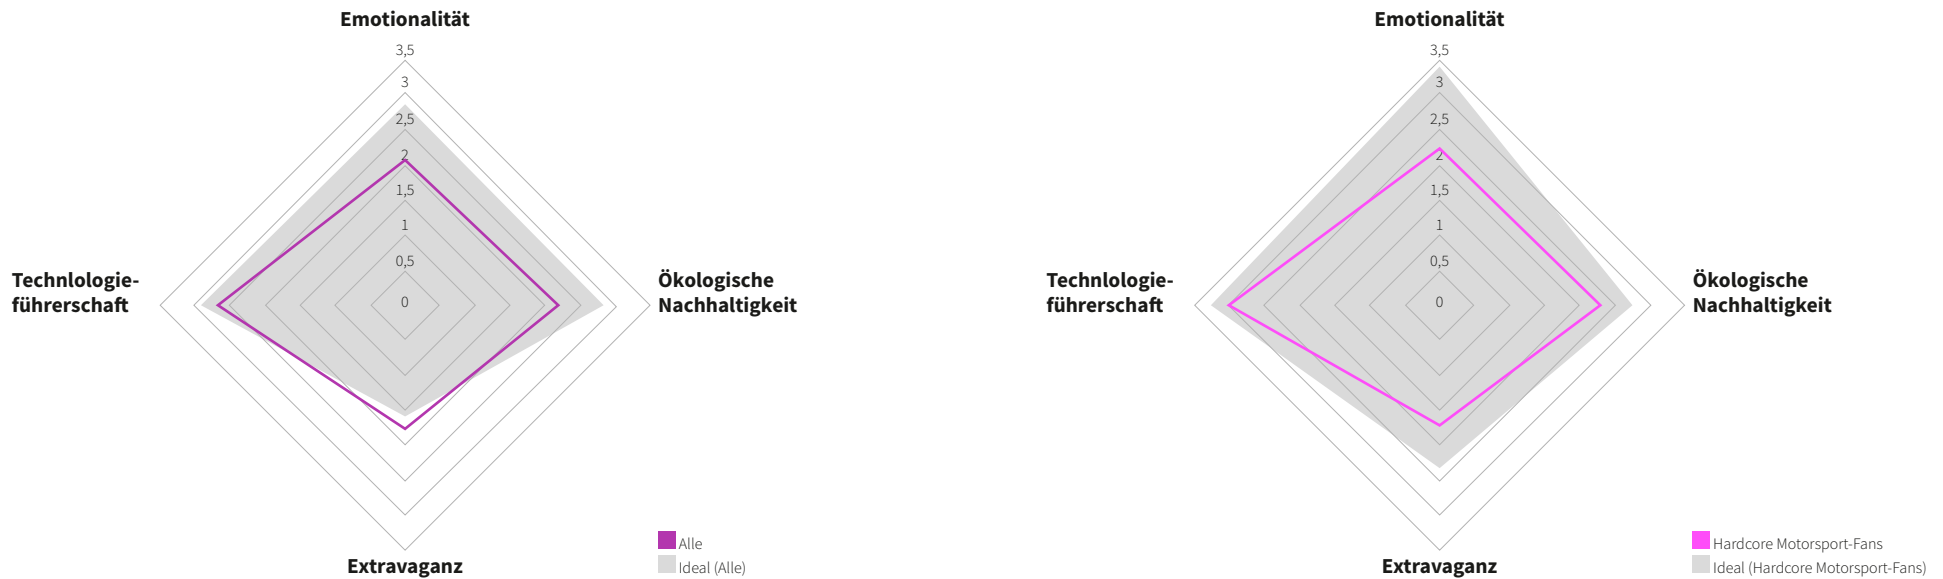 Emotionalität
3,5
3
2,5
2
1,5
1
0,5
0
Technlologie-
führerschaft
Ökologische
Nachhaltigkeit
Extravaganz
Alle
Ideal (Alle)
Emotionalität
3,5
3
2,5
2
1,5
1
0,5
0
Technlologie-
führerschaft
Ökologische
Nachhaltigkeit
Extravaganz
Hardcore Motorsport-Fans
Ideal (Hardcore Motorsport-Fans)